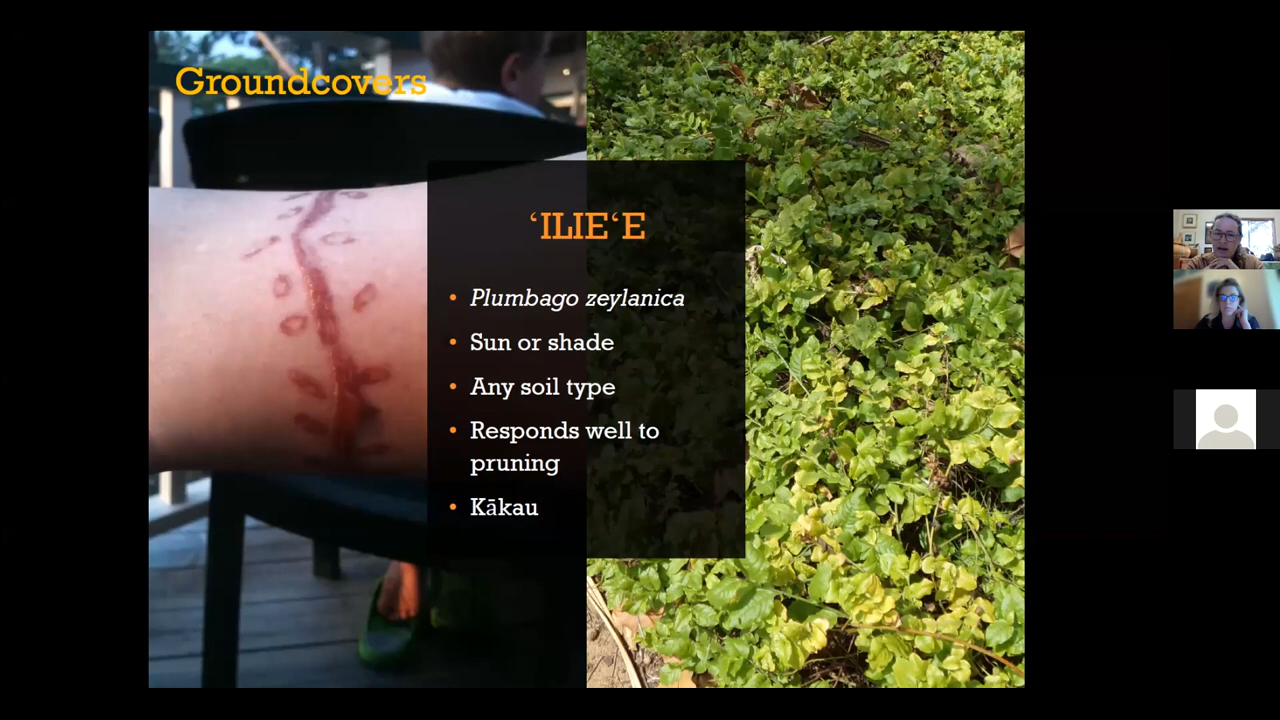 Groundcovers
ʻILIEʻE
• Plumbago zeylanica
• Sun or shade
• Any soil type
• Responds well to
pruning
• Kākau